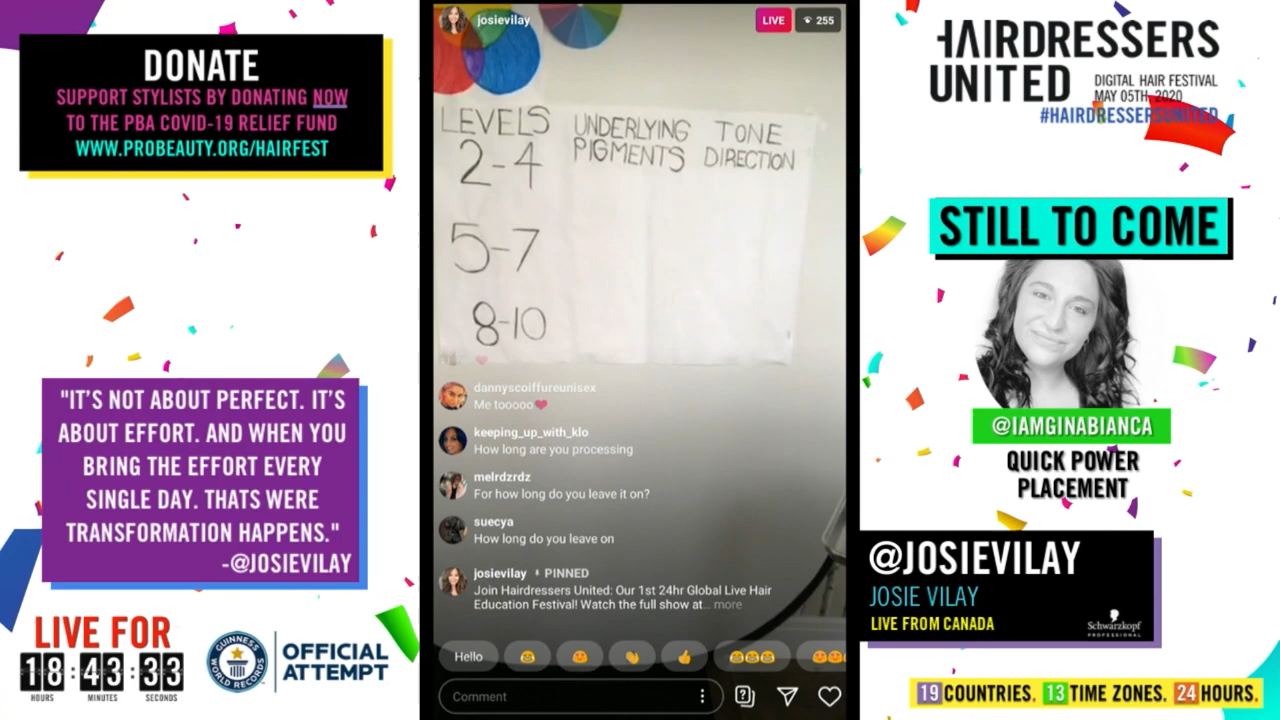 DONATE
SUPPORT STYLISTS BY DONATING NOW
TO THE PBA COVID-19 RELIEF FUND
WWW.PROBEAUTY.ORG/HAIRFEST
"IT'S NOT ABOUT PERFECT. IT'S
ABOUT EFFORT. AND WHEN YOU
BRING THE EFFORT EVERY
SINGLE DAY. THATS WERE
TRANSFORMATION HAPPENS."
-@JOSIEVILAY
LIVE FOR
18:43:33
HOURS MINUTES SECONDS
GUINNESS WORLD RECORDS
OFFICIAL
ATTEMPT
josievilay
LIVE 255
LEVELS UNDERLYING PIGMENTS TONE DIRECTION
2-4
5-7
8-10
dannyscoiffureunisex
Me tooooo❤
keeping_up_with_klo
How long are you processing
melrdzrdz
For how long do you leave it on?
suecya
How long do you leave on
josievilay PINNED
Join Hairdressers United: Our 1st 24hr Global Live Hair
Education Festival! Watch the full show at... more
Hello 😂 😍 👏 👍 😂😂😂 😍😍
Comment
HAIRDRESSERS
UNITED
DIGITAL HAIR FESTIVAL
MAY 05TH, 2020
#HAIRDRESSERSUNITED
STILL TO COME
@IAMGINABIANCA
QUICK POWER
PLACEMENT
@JOSIEVILAY
JOSIE VILAY
LIVE FROM CANADA
Schwarzkopf
PROFESSIONAL
19 COUNTRIES. 13 TIME ZONES. 24 HOURS.